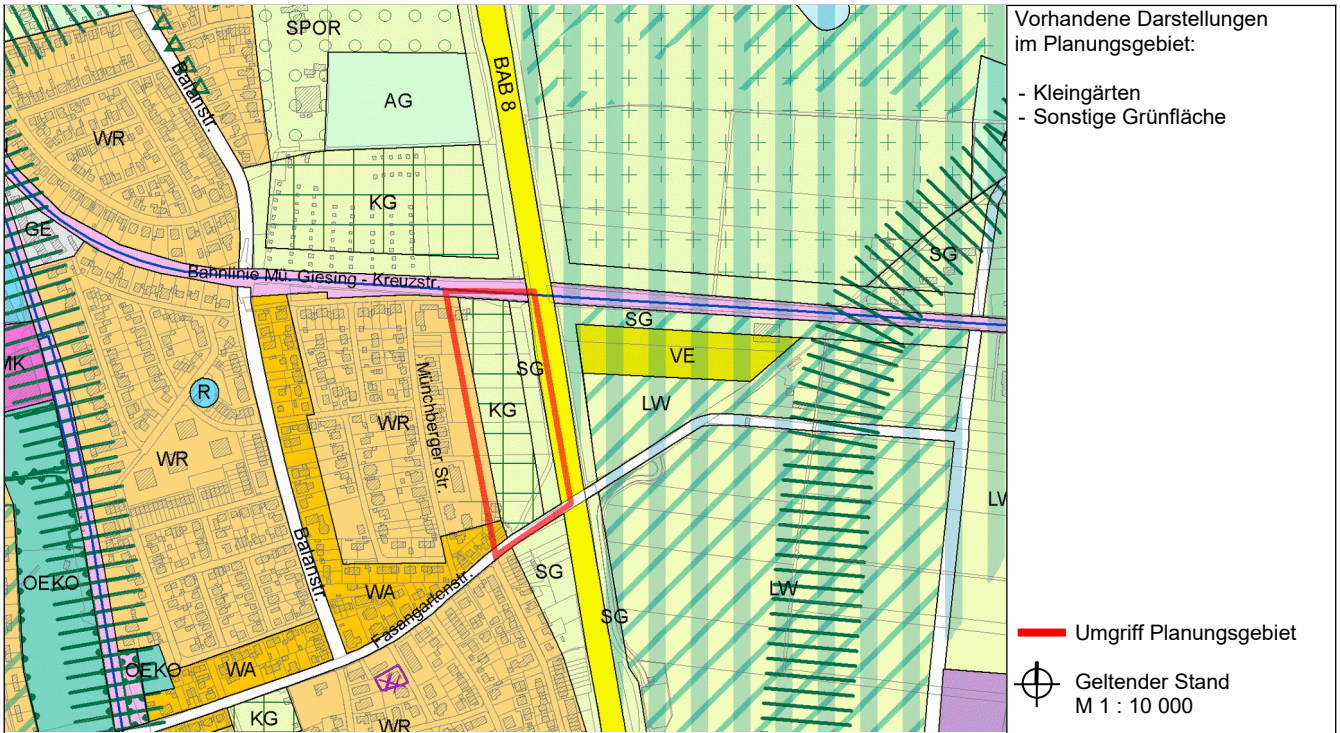 SPOR
BAB 8
Balanstr.
AG
WR
KG
GE
SG
Bahnlinie Mü. Giesing - Kreuzstr.
SG
VE
MK
SG
Münchberger Str.
R
KG
LW
WR
WR
LW
Balanstr.
OEKO
SG
LW
WA
SG
Fasangartenstr.
OEKO
WA
KG
WR
Vorhandene Darstellungen
im Planungsgebiet:
- Kleingärten
- Sonstige Grünfläche
Umgriff Planungsgebiet
Geltender Stand
M 1 : 10 000